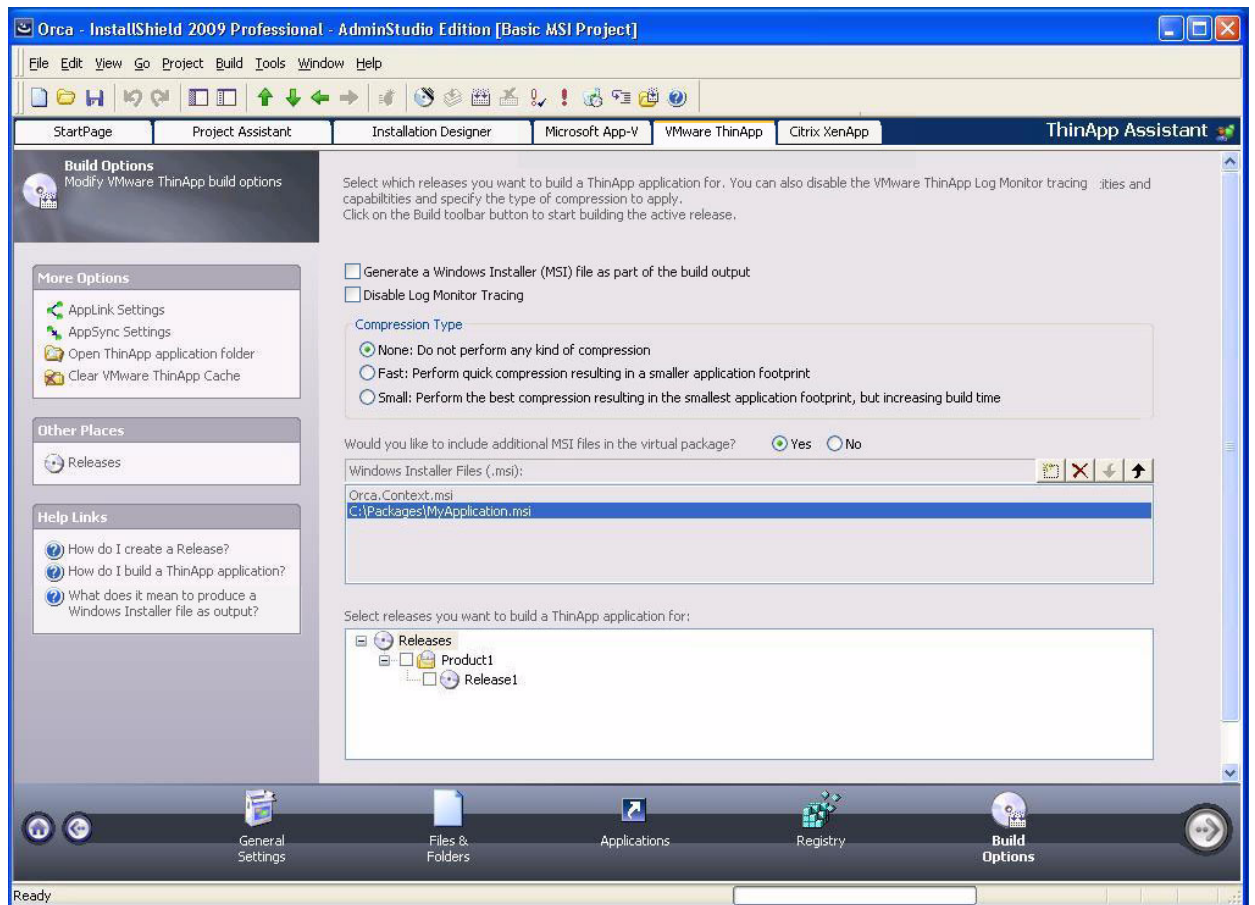 Orca - InstallShield 2009 Professional - AdminStudio Edition [Basic MSI Project]
File Edit View Go Project Build Tools Window Help
StartPage Project Assistant Installation Designer Microsoft App-V VMware ThinApp Citrix XenApp ThinApp Assistant
Build Options
Modify VMware ThinApp build options
Select which releases you want to build a ThinApp application for. You can also disable the VMware ThinApp Log Monitor tracing :ities and
capabiltities and specify the type of compression to apply.
Click on the Build toolbar button to start building the active release.
More Options
AppLink Settings
AppSync Settings
Open ThinApp application folder
Clear VMware ThinApp Cache
Other Places
Releases
Help Links
How do I create a Release?
How do I build a ThinApp application?
What does it mean to produce a
Windows Installer file as output?
Generate a Windows Installer (MSI) file as part of the build output
Disable Log Monitor Tracing
Compression Type
None: Do not perform any kind of compression
Fast: Perform quick compression resulting in a smaller application footprint
Small: Perform the best compression resulting in the smallest application footprint, but increasing build time
Would you like to include additional MSI files in the virtual package? Yes No
Windows Installer Files (.msi):
Orca.Context.msi
C:\Packages\MyApplication.msi
Select releases you want to build a ThinApp application for:
Releases
Product1
Release1
General
Settings
Files &
Folders
Applications
Registry
Build
Options
Ready